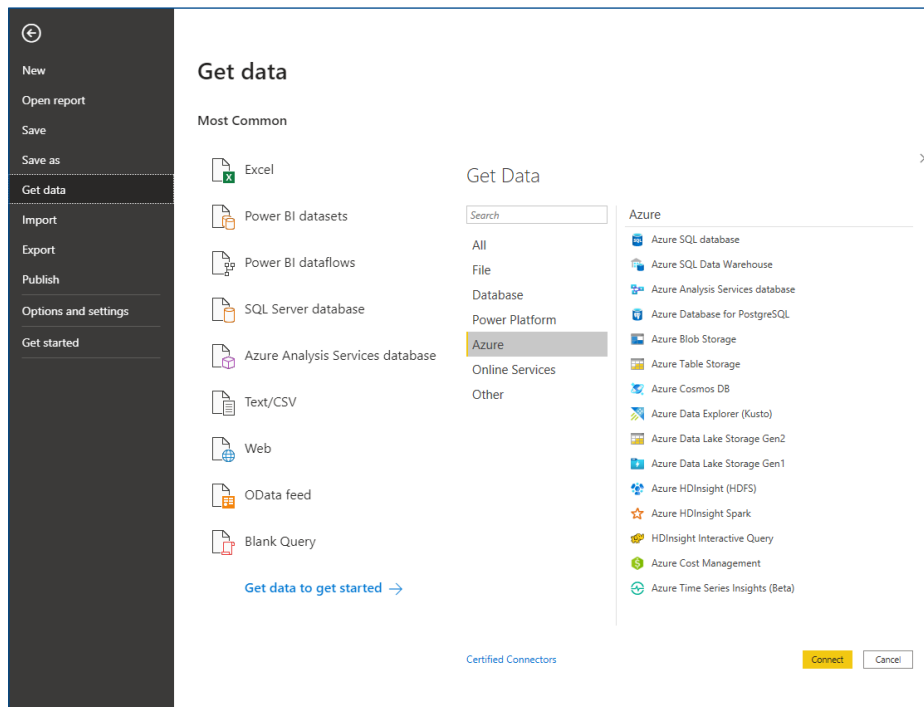 New
Open report
Save
Save as
Get data
Import
Export
Publish
Options and settings
Get started
Get data
Most Common
Excel
Power BI datasets
Power BI dataflows
SQL Server database
Azure Analysis Services database
Text/CSV
Web
OData feed
Blank Query
Get data to get started →
Get Data
Search
All
File
Database
Power Platform
Azure
Online Services
Other
Azure
Azure SQL database
Azure SQL Data Warehouse
Azure Analysis Services database
Azure Database for PostgreSQL
Azure Blob Storage
Azure Table Storage
Azure Cosmos DB
Azure Data Explorer (Kusto)
Azure Data Lake Storage Gen2
Azure Data Lake Storage Gen1
Azure HDInsight (HDFS)
Azure HDInsight Spark
HDInsight Interactive Query
Azure Cost Management
Azure Time Series Insights (Beta)
Certified Connectors
Connect
Cancel